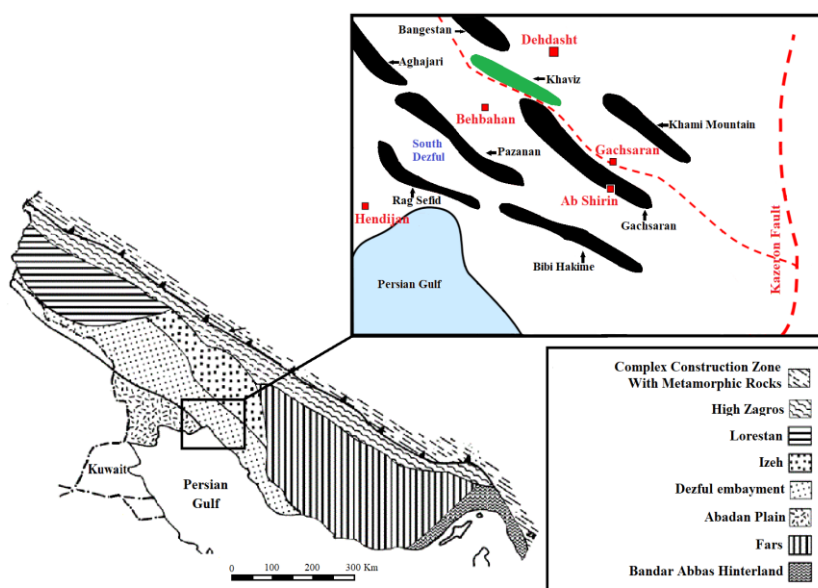 Bangestan
Dehdasht
Aghajari
Khaviz
Behbahan
Khami Mountain
South
Dezful
Pazanan
Gachsaran
Rag Sefid
Ab Shirin
Hendijan
Gachsaran
Bibi Hakime
Persian Gulf
Kazeron Fault
Kuwait
Persian
Gulf
0 100 200 300 Km
Complex Construction Zone
With Metamorphic Rocks
High Zagros
Lorestan
Izeh
Dezful embayment
Abadan Plain
Fars
Bandar Abbas Hinterland